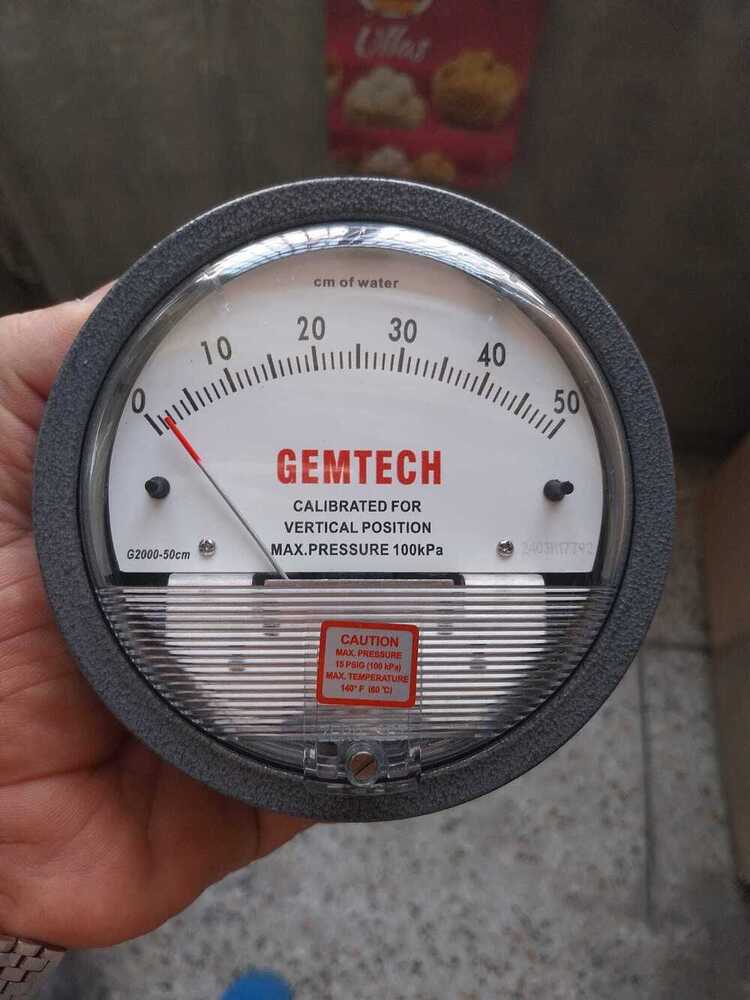 Ullas
cm of water
0 10 20 30 40 50
GEMTECH
CALIBRATED FOR
VERTICAL POSITION
MAX.PRESSURE 100kPa
G2000-50cm
CAUTION
MAX. PRESSURE
15 PSIG (100 kPa)
MAX. TEMPERATURE
140° F (60 °C)